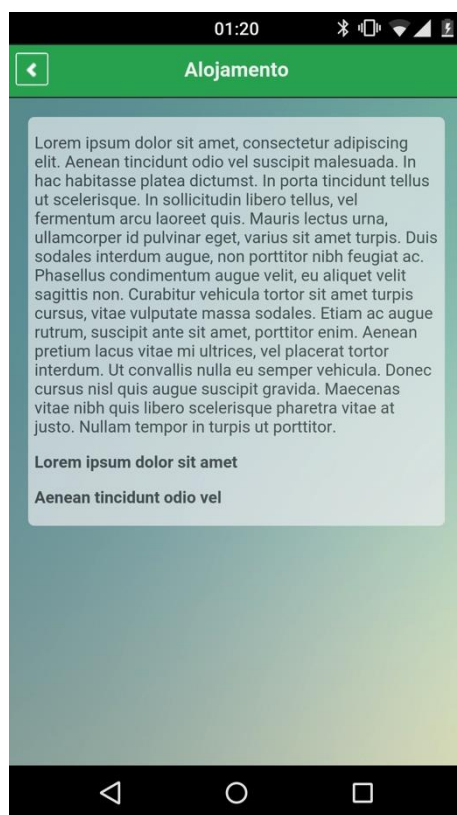 01:20
Alojamento
Lorem ipsum dolor sit amet, consectetur adipiscing
elit. Aenean tincidunt odio vel suscipit malesuada. In
hac habitasse platea dictumst. In porta tincidunt tellus
ut scelerisque. In sollicitudin libero tellus, vel
fermentum arcu laoreet quis. Mauris lectus urna,
ullamcorper id pulvinar eget, varius sit amet turpis. Duis
sodales interdum augue, non porttitor nibh feugiat ac.
Phasellus condimentum augue velit, eu aliquet velit
sagittis non. Curabitur vehicula tortor sit amet turpis
cursus, vitae vulputate massa sodales. Etiam ac augue
rutrum, suscipit ante sit amet, porttitor enim. Aenean
pretium lacus vitae mi ultrices, vel placerat tortor
interdum. Ut convallis nulla eu semper vehicula. Donec
cursus nisl quis augue suscipit gravida. Maecenas
vitae nibh quis libero scelerisque pharetra vitae at
justo. Nullam tempor in turpis ut porttitor.
Lorem ipsum dolor sit amet
Aenean tincidunt odio vel